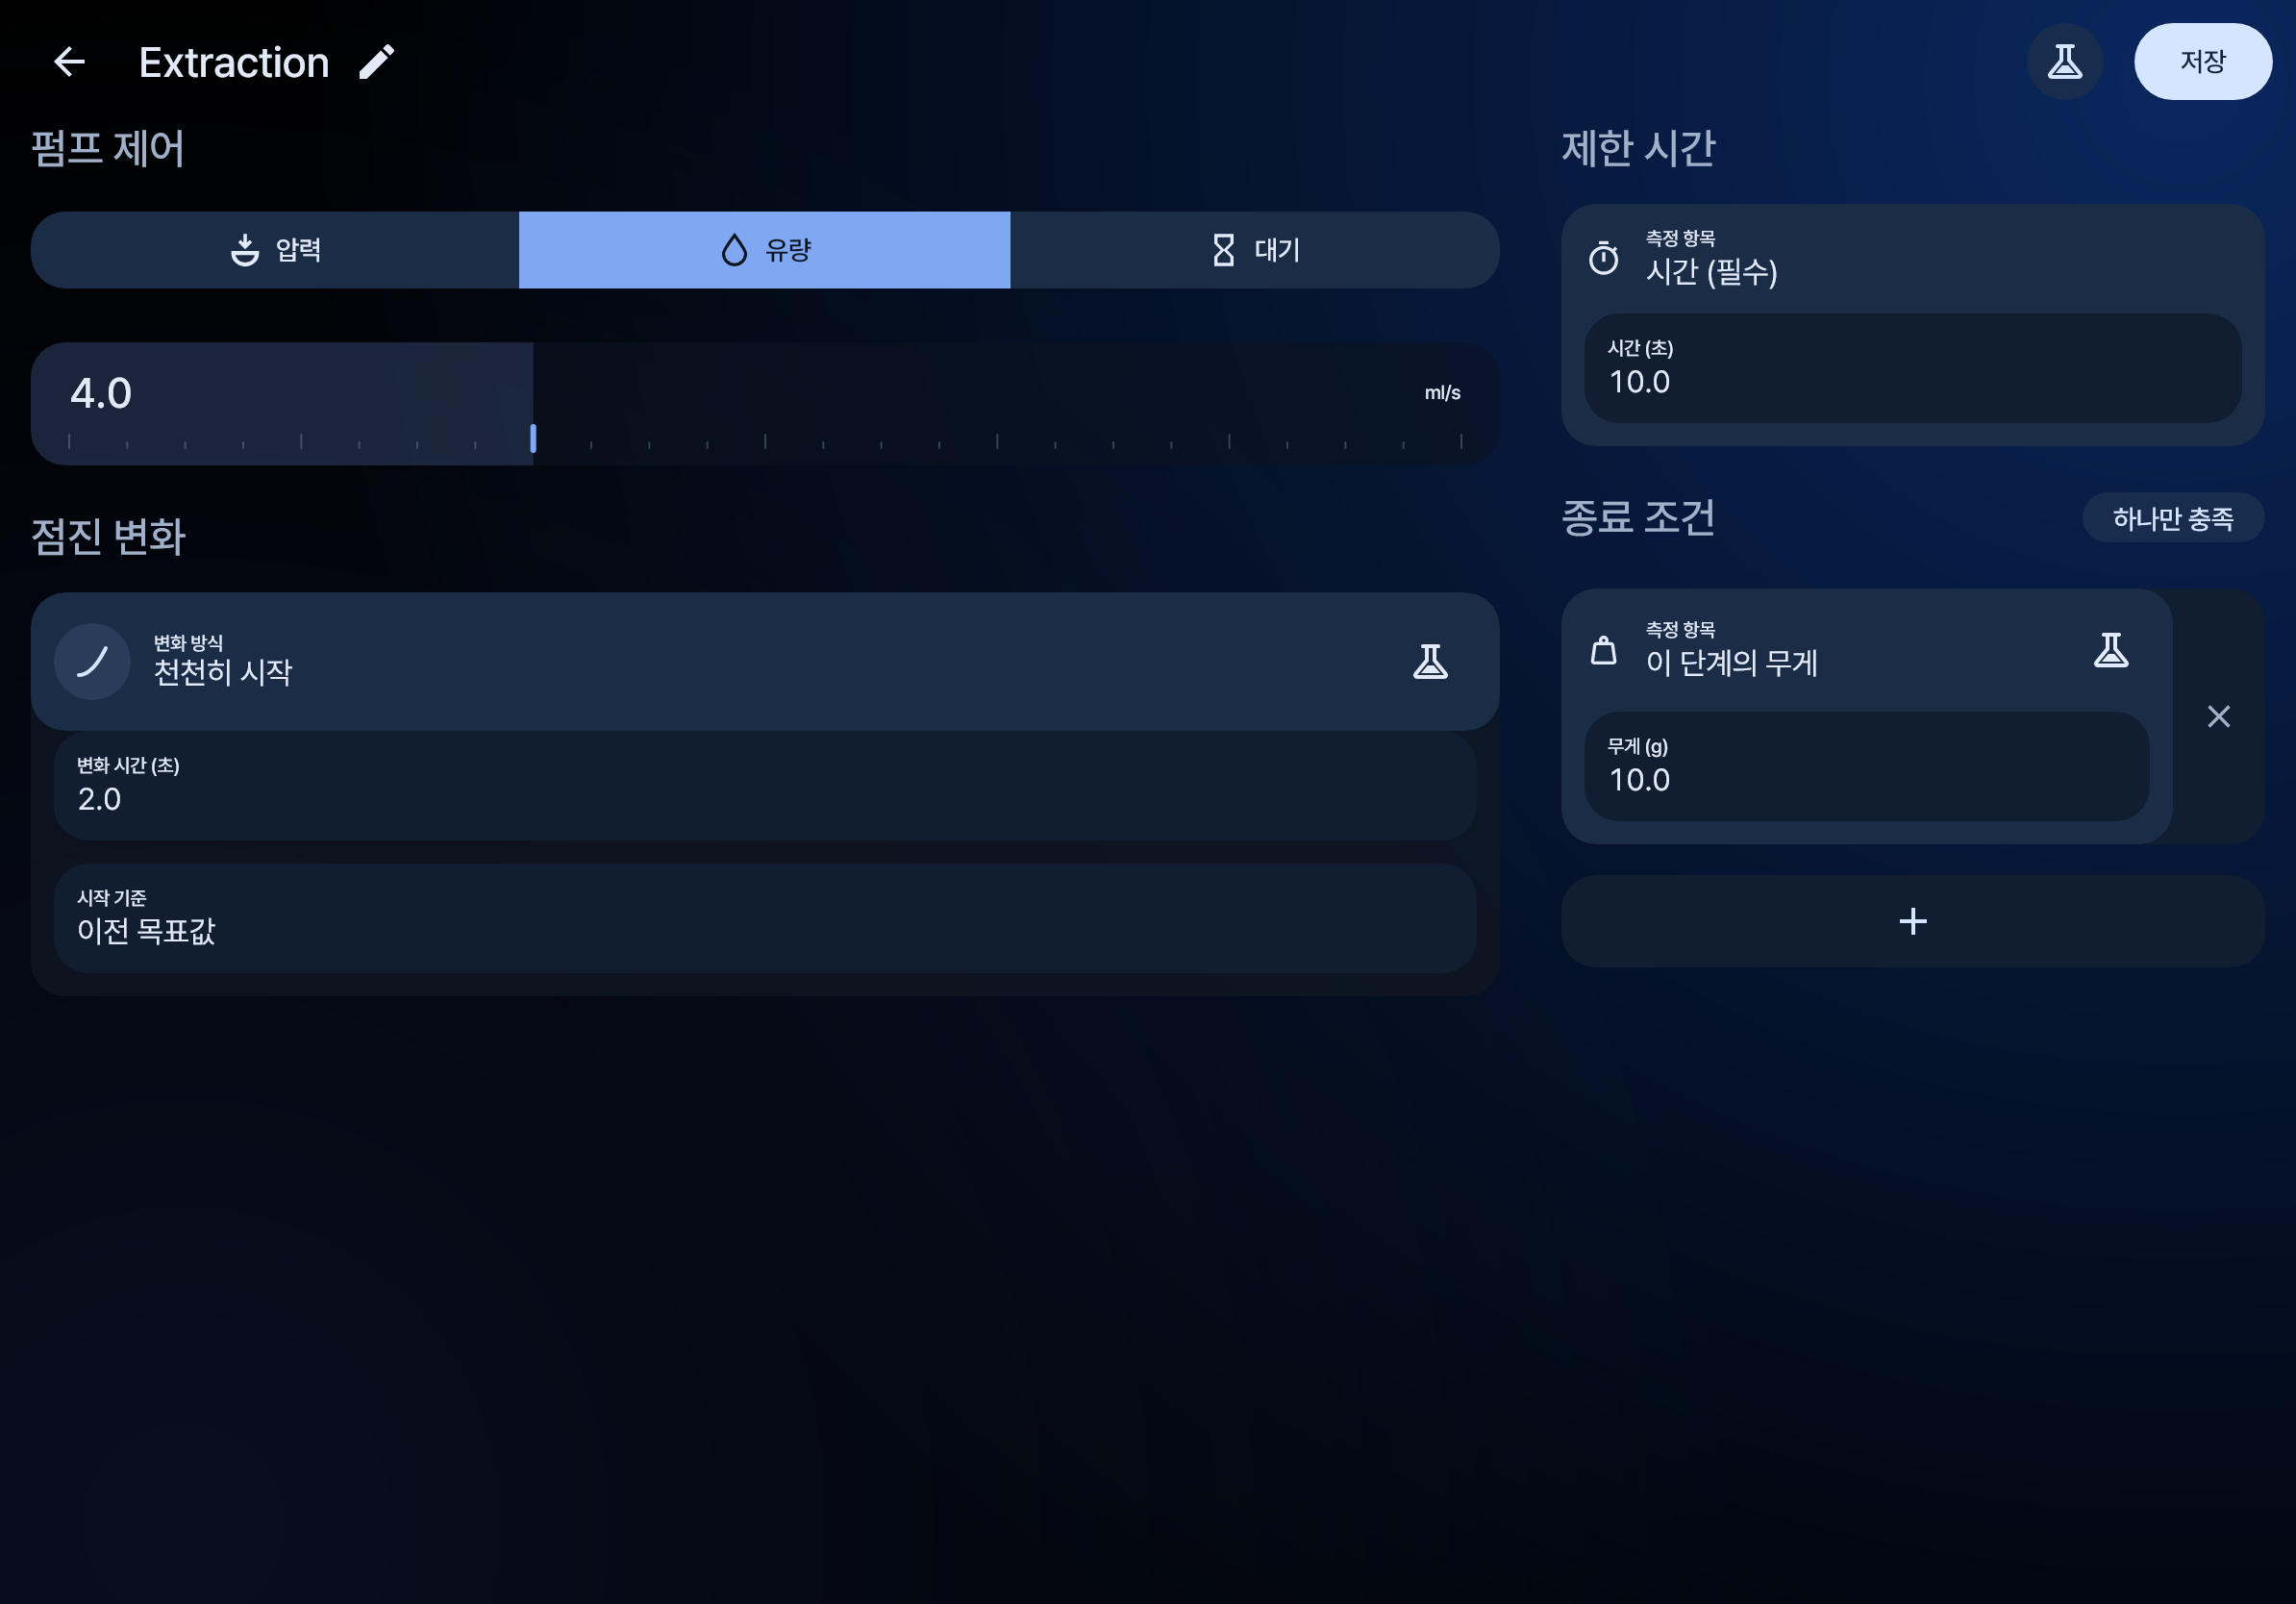 Extraction
저장
펌프 제어
압력
유량
대기
4.0
ml/s
점진 변화
변화 방식
천천히 시작
변화 시간 (초)
2.0
시작 기준
이전 목표값
제한 시간
측정 항목
시간 (필수)
시간 (초)
10.0
종료 조건
하나만 충족
측정 항목
이 단계의 무게
무게 (g)
10.0